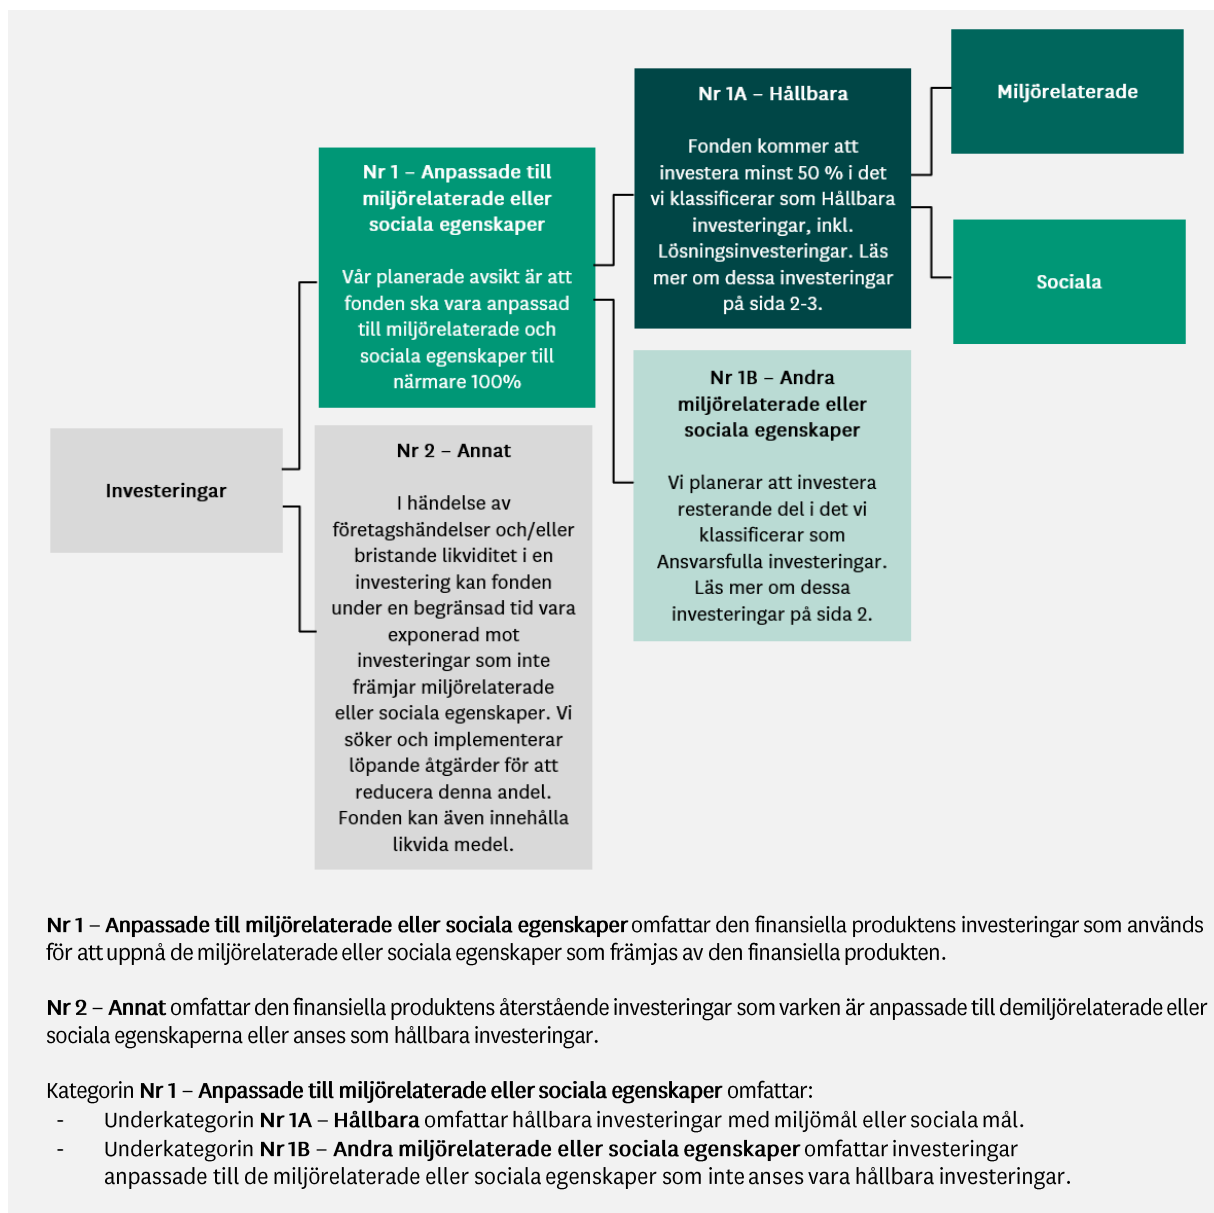 Investeringar
Nr 1 – Anpassade till
miljörelaterade eller
sociala egenskaper
Vår planerade avsikt är att
fonden ska vara anpassad
till miljörelaterade och
sociala egenskaper till
närmare 100%
Nr 2 – Annat
I händelse av
företagshändelser och/eller
bristande likviditet i en
investering kan fonden
under en begränsad tid vara
exponerad mot
investeringar som inte
främjar miljörelaterade
eller sociala egenskaper. Vi
söker och implementerar
löpande åtgärder för att
reducera denna andel.
Fonden kan även innehålla
likvida medel.
Nr 1A – Hållbara
Fonden kommer att
investera minst 50 % i det
vi klassificerar som Hållbara
investeringar, inkl.
Lösningsinvesteringar. Läs
mer om dessa investeringar
på sida 2-3.
Nr 1B – Andra
miljörelaterade eller
sociala egenskaper
Vi planerar att investera
resterande del i det vi
klassificerar som
Ansvarsfulla investeringar.
Läs mer om dessa
investeringar på sida 2.
Miljörelaterade
Sociala
Nr 1 – Anpassade till miljörelaterade eller sociala egenskaper omfattar den finansiella produktens investeringar som används
för att uppnå de miljörelaterade eller sociala egenskaper som främjas av den finansiella produkten.
Nr 2 – Annat omfattar den finansiella produktens återstående investeringar som varken är anpassade till demiljörelaterade eller
sociala egenskaperna eller anses som hållbara investeringar.
Kategorin Nr 1 – Anpassade till miljörelaterade eller sociala egenskaper omfattar:
- Underkategorin Nr 1A – Hållbara omfattar hållbara investeringar med miljömål eller sociala mål.
- Underkategorin Nr 1B – Andra miljörelaterade eller sociala egenskaper omfattar investeringar
anpassade till de miljörelaterade eller sociala egenskaper som inte anses vara hållbara investeringar.